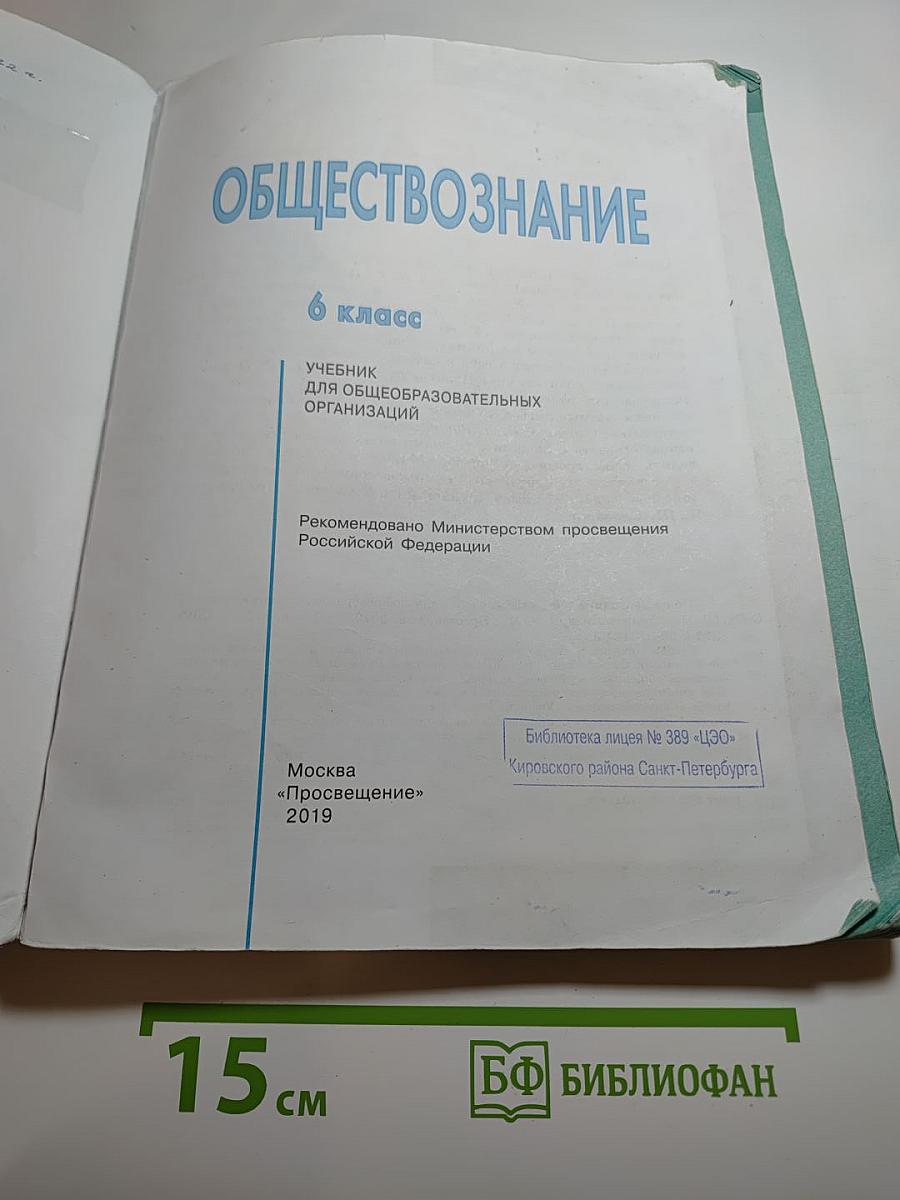 ОБЩЕСТВОЗНАНИЕ
6 класс
УЧЕБНИК
ДЛЯ ОБЩЕОБРАЗОВАТЕЛЬНЫХ
ОРГАНИЗАЦИЙ
Рекомендовано Министерством просвещения
Российской Федерации
Библиотека лицея № 389 «ЦЭО»
Кировского района Санкт-Петербурга
Москва
«Просвещение»
2019
15 см
БФ БИБЛИОФАН